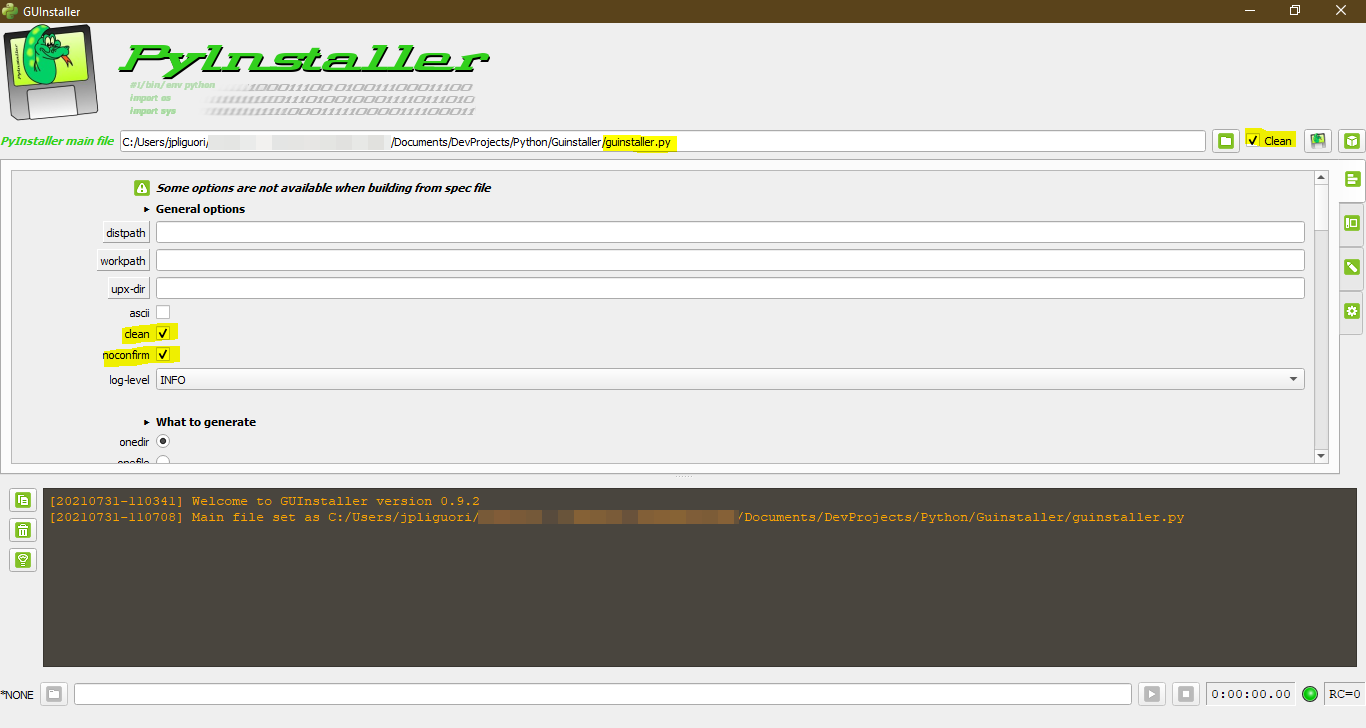 GUInstaller
PyInstaller
#!/bin/env python 10001100 0100111000111100
import os 01110010111000110011101110110
import sys 1100011111000011110100011
PyInstaller main file C:/Users/jpliguori/ /Documents/DevProjects/Python/Guinstaller/guinstaller.py Clean
Some options are not available when building from spec file
General options
distpath
workpath
upx-dir
ascii
clean
noconfirm
log-level INFO
What to generate
onedir
onefile
[20210731-110341] Welcome to GUInstaller version 0.9.2
[20210731-110708] Main file set as C:/Users/jpliguori/ /Documents/DevProjects/Python/Guinstaller/guinstaller.py
*NONE 0:00:00.00 RC=0